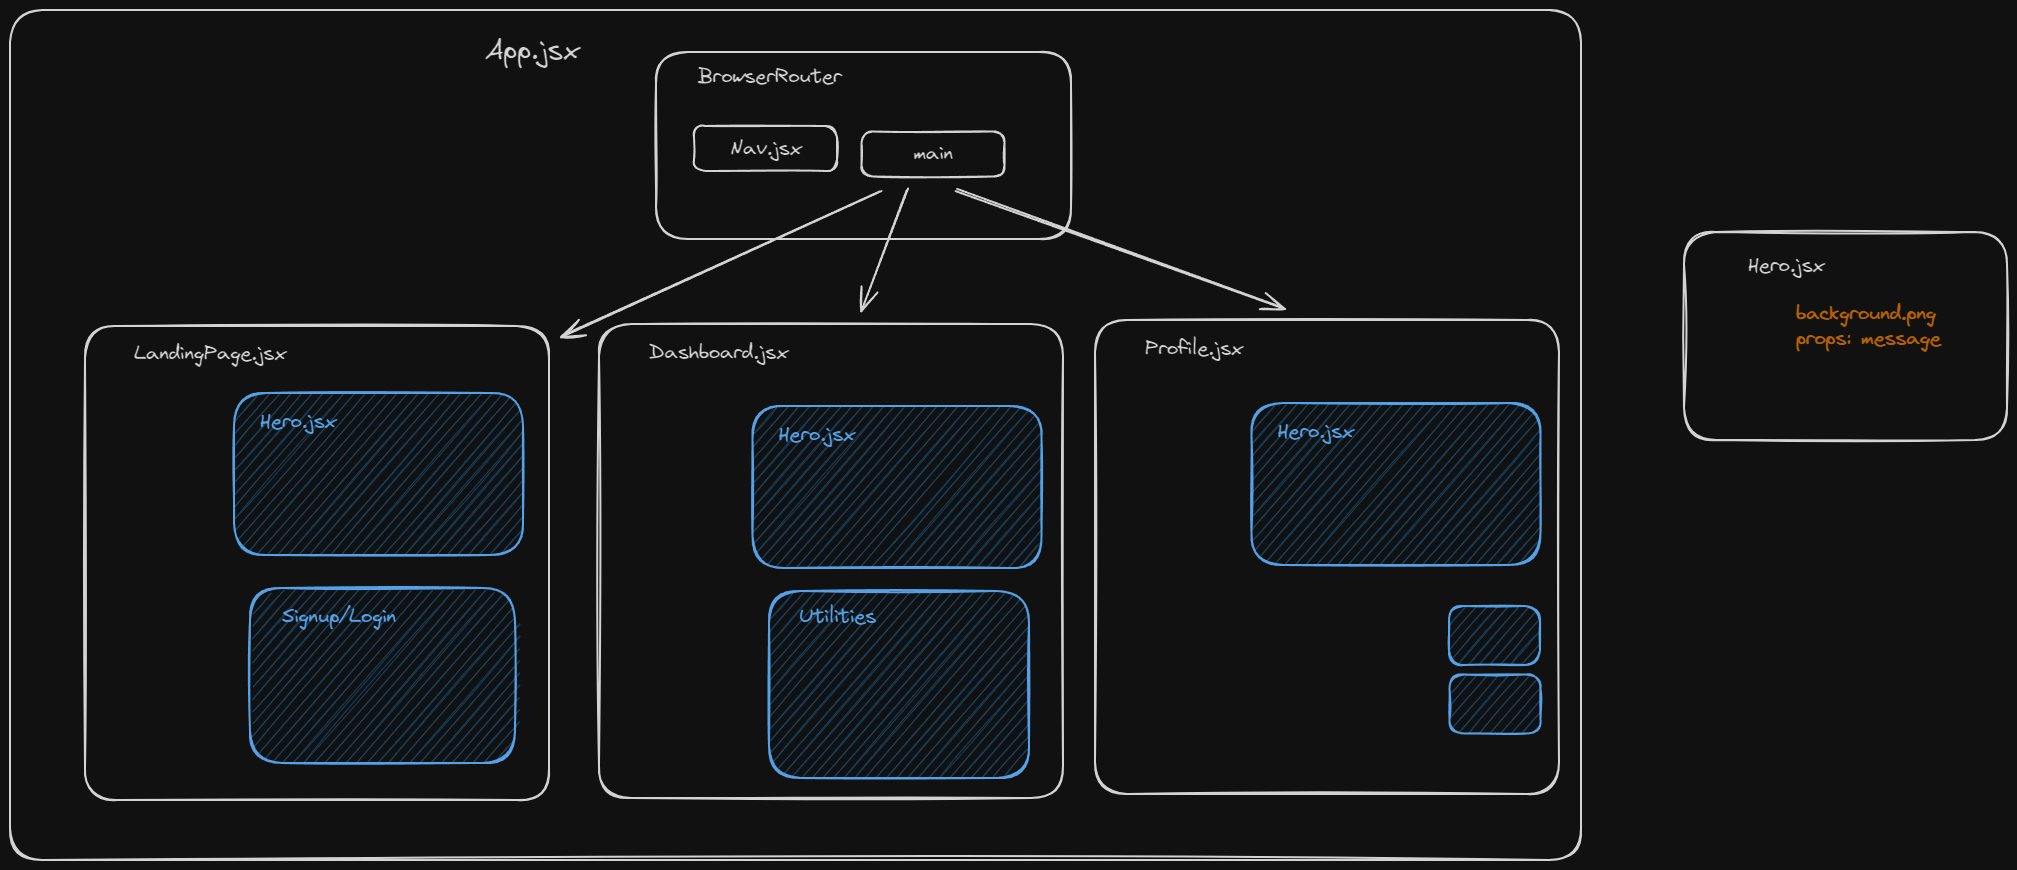 App.jsx
BrowserRouter
Nav.jsx
main
LandingPage.jsx
Hero.jsx
Signup/Login
Dashboard.jsx
Hero.jsx
Utilities
Profile.jsx
Hero.jsx
Hero.jsx
background.png
props: message